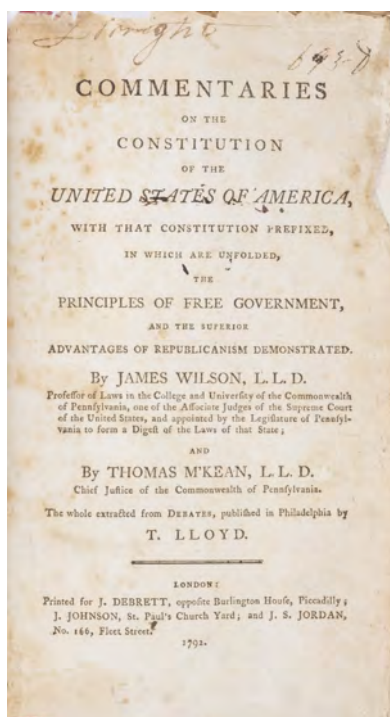 COMMENTARIES
ON THE
CONSTITUTION
OF THE
UNITED STATES OF AMERICA,
WITH THAT CONSTITUTION PREFIXED,
IN WHICH ARE UNFOLDED,
THE
PRINCIPLES OF FREE GOVERNMENT,
AND THE SUPERIOR
ADVANTAGES OF REPUBLICANISM DEMONSTRATED.
By JAMES WILSON, L.L.D.
Profeſſor of Laws in the College and Univerſity of the Commonwealth
of Pennſylvania, one of the Aſſociate Judges of the Supreme Court
of the United States, and appointed by the Legiſlature of Pennſyl-
vania to form a Digeſt of the Laws of that State;
AND
By THOMAS M'KEAN, L.L.D.
Chief Juſtice of the Commonwealth of Pennſylvania.
The whole extracted from DEBATES, publiſhed in Philadelphia by
T. LLOYD.
LONDON:
Printed for J. DEBRETT, oppoſite Burlington Houſe, Piccadilly;
J. JOHNSON, St. Paul's Church Yard; and J. S. JORDAN,
No. 166, Fleet Street.
1792.